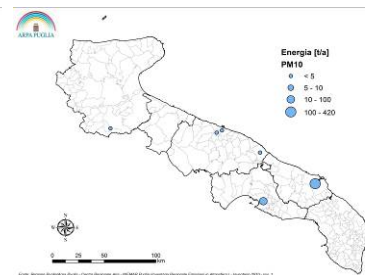 ARPA PUGLIA
Energia [t/a]
PM10
< 5
5 - 10
10 - 100
100 - 420
N
W
E
S
0 25 50 100
km